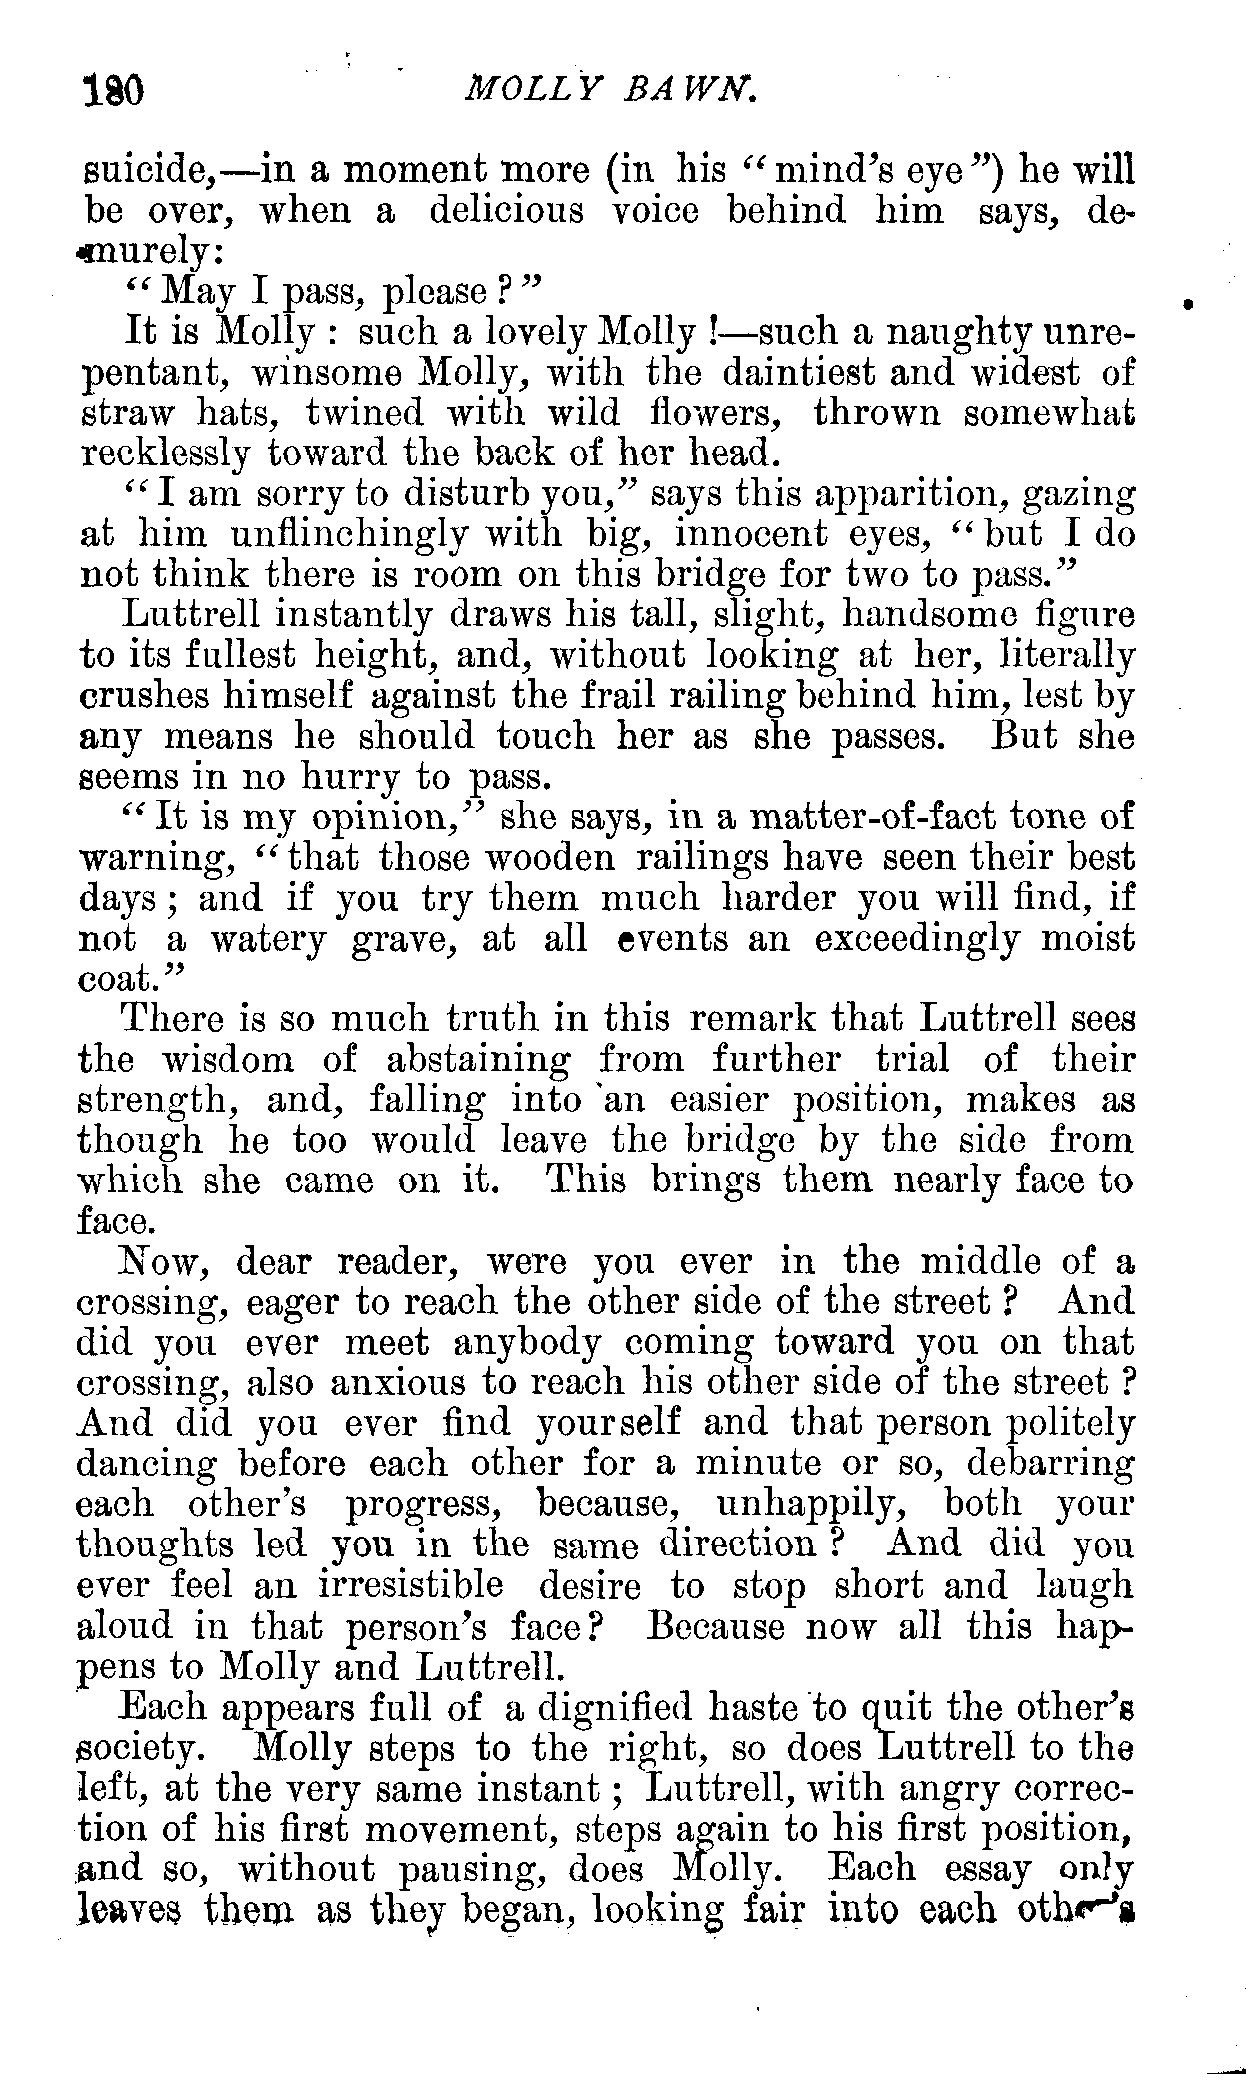 180 MOLLY BAWN.
suicide,—in a moment more (in his “mind’s eye”) he will
be over, when a delicious voice behind him says, de-
murely:
“May I pass, please?”
It is Molly: such a lovely Molly!—such a naughty unre-
pentant, winsome Molly, with the daintiest and widest of
straw hats, twined with wild flowers, thrown somewhat
recklessly toward the back of her head.
“I am sorry to disturb you,” says this apparition, gazing
at him unflinchingly with big, innocent eyes, “but I do
not think there is room on this bridge for two to pass.”
Luttrell instantly draws his tall, slight, handsome figure
to its fullest height, and, without looking at her, literally
crushes himself against the frail railing behind him, lest by
any means he should touch her as she passes. But she
seems in no hurry to pass.
“It is my opinion,” she says, in a matter-of-fact tone of
warning, “that those wooden railings have seen their best
days; and if you try them much harder you will find, if
not a watery grave, at all events an exceedingly moist
coat.”
There is so much truth in this remark that Luttrell sees
the wisdom of abstaining from further trial of their
strength, and, falling into an easier position, makes as
though he too would leave the bridge by the side from
which she came on it. This brings them nearly face to
face.
Now, dear reader, were you ever in the middle of a
crossing, eager to reach the other side of the street? And
did you ever meet anybody coming toward you on that
crossing, also anxious to reach his other side of the street?
And did you ever find yourself and that person politely
dancing before each other for a minute or so, debarring
each other’s progress, because, unhappily, both your
thoughts led you in the same direction? And did you
ever feel an irresistible desire to stop short and laugh
aloud in that person’s face? Because now all this hap-
pens to Molly and Luttrell.
Each appears full of a dignified haste to quit the other’s
society. Molly steps to the right, so does Luttrell to the
left, at the very same instant; Luttrell, with angry correc-
tion of his first movement, steps again to his first position,
and so, without pausing, does Molly. Each essay only
leaves them as they began, looking fair into each other’s